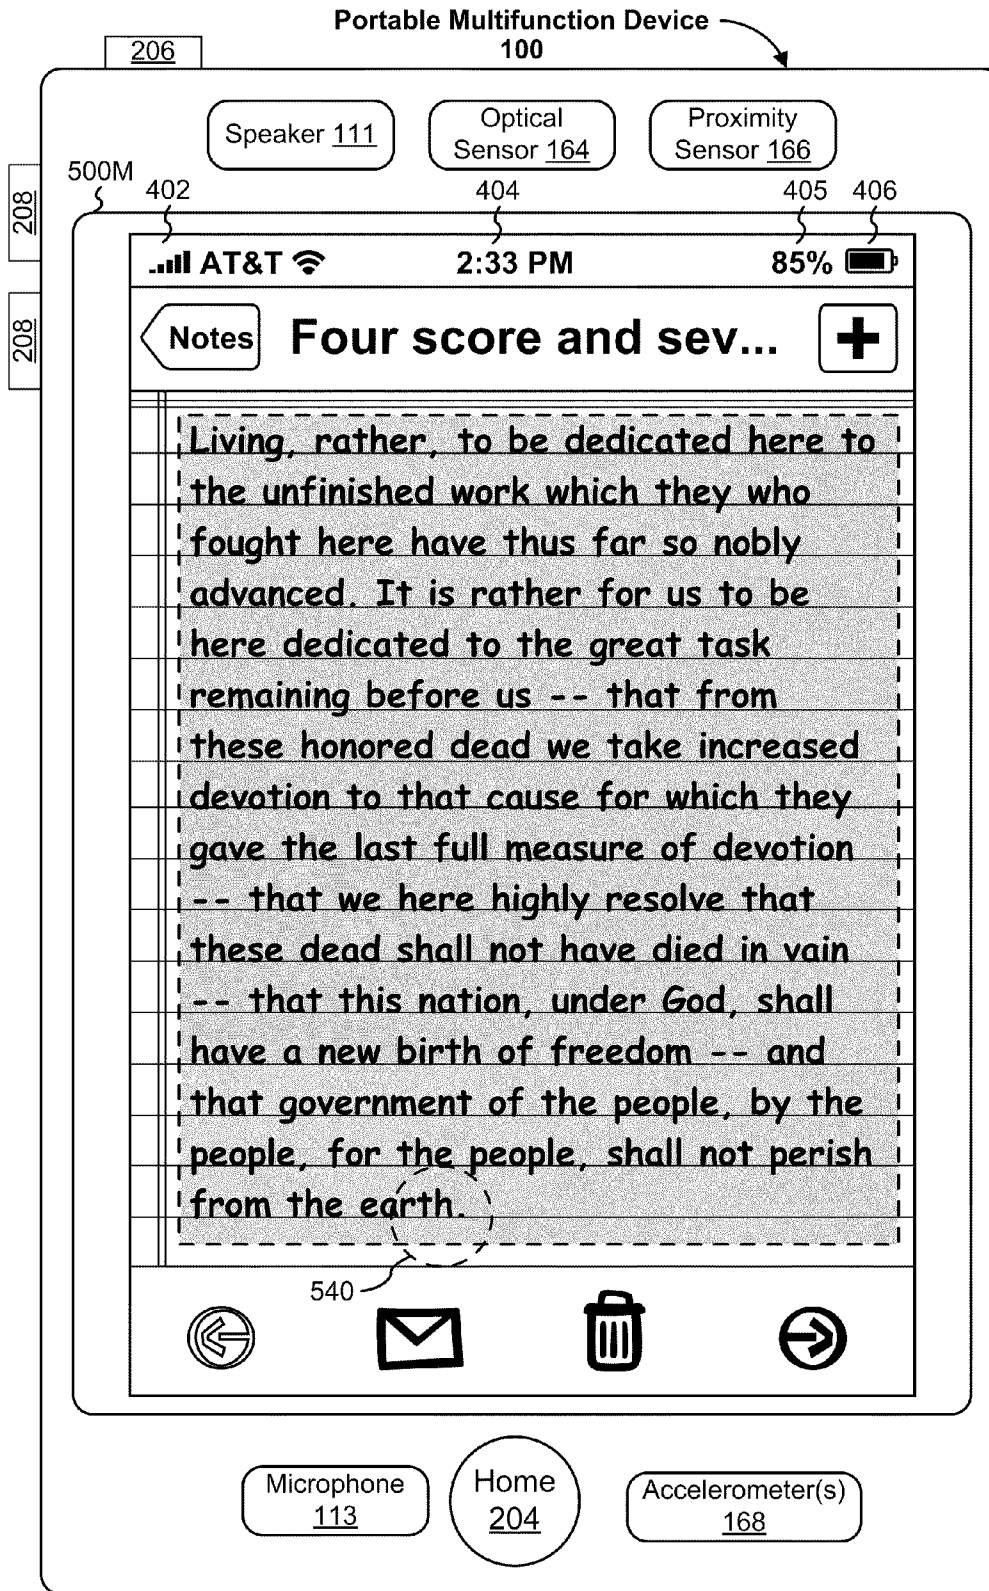 Portable Multifunction Device
100
206
Speaker 111
Optical
Sensor 164
Proximity
Sensor 166
208
208
500M
402
404
405
406
AT&T
2:33 PM
85%
Notes
Four score and sev...
Living, rather, to be dedicated here to
the unfinished work which they who
fought here have thus far so nobly
advanced. It is rather for us to be
here dedicated to the great task
remaining before us -- that from
these honored dead we take increased
devotion to that cause for which they
gave the last full measure of devotion
-- that we here highly resolve that
these dead shall not have died in vain
-- that this nation, under God, shall
have a new birth of freedom -- and
that government of the people, by the
people, for the people, shall not perish
from the earth.
540
Microphone
113
Home
204
Accelerometer(s)
168